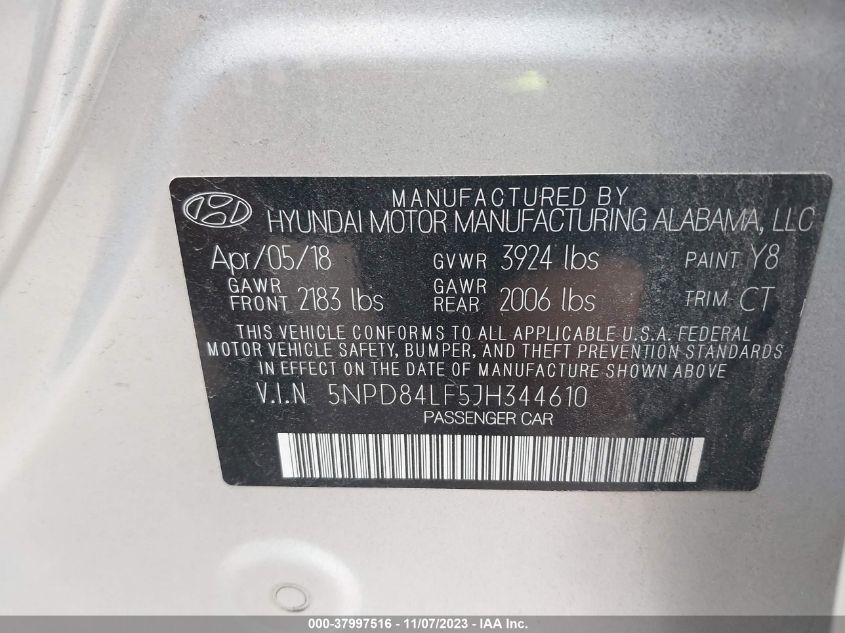 MANUFACTURED BY
HYUNDAI MOTOR MANUFACTURING ALABAMA, LLC
Apr/05/18 GVWR 3924 lbs PAINT Y8
GAWR FRONT 2183 lbs GAWR REAR 2006 lbs TRIM CT
THIS VEHICLE CONFORMS TO ALL APPLICABLE U.S.A. FEDERAL
MOTOR VEHICLE SAFETY, BUMPER, AND THEFT PREVENTION STANDARDS
IN EFFECT ON THE DATE OF MANUFACTURE SHOWN ABOVE.
V.I.N 5NPD84LF5JH344610
PASSENGER CAR
000-37997516 - 11/07/2023 - IAA Inc.